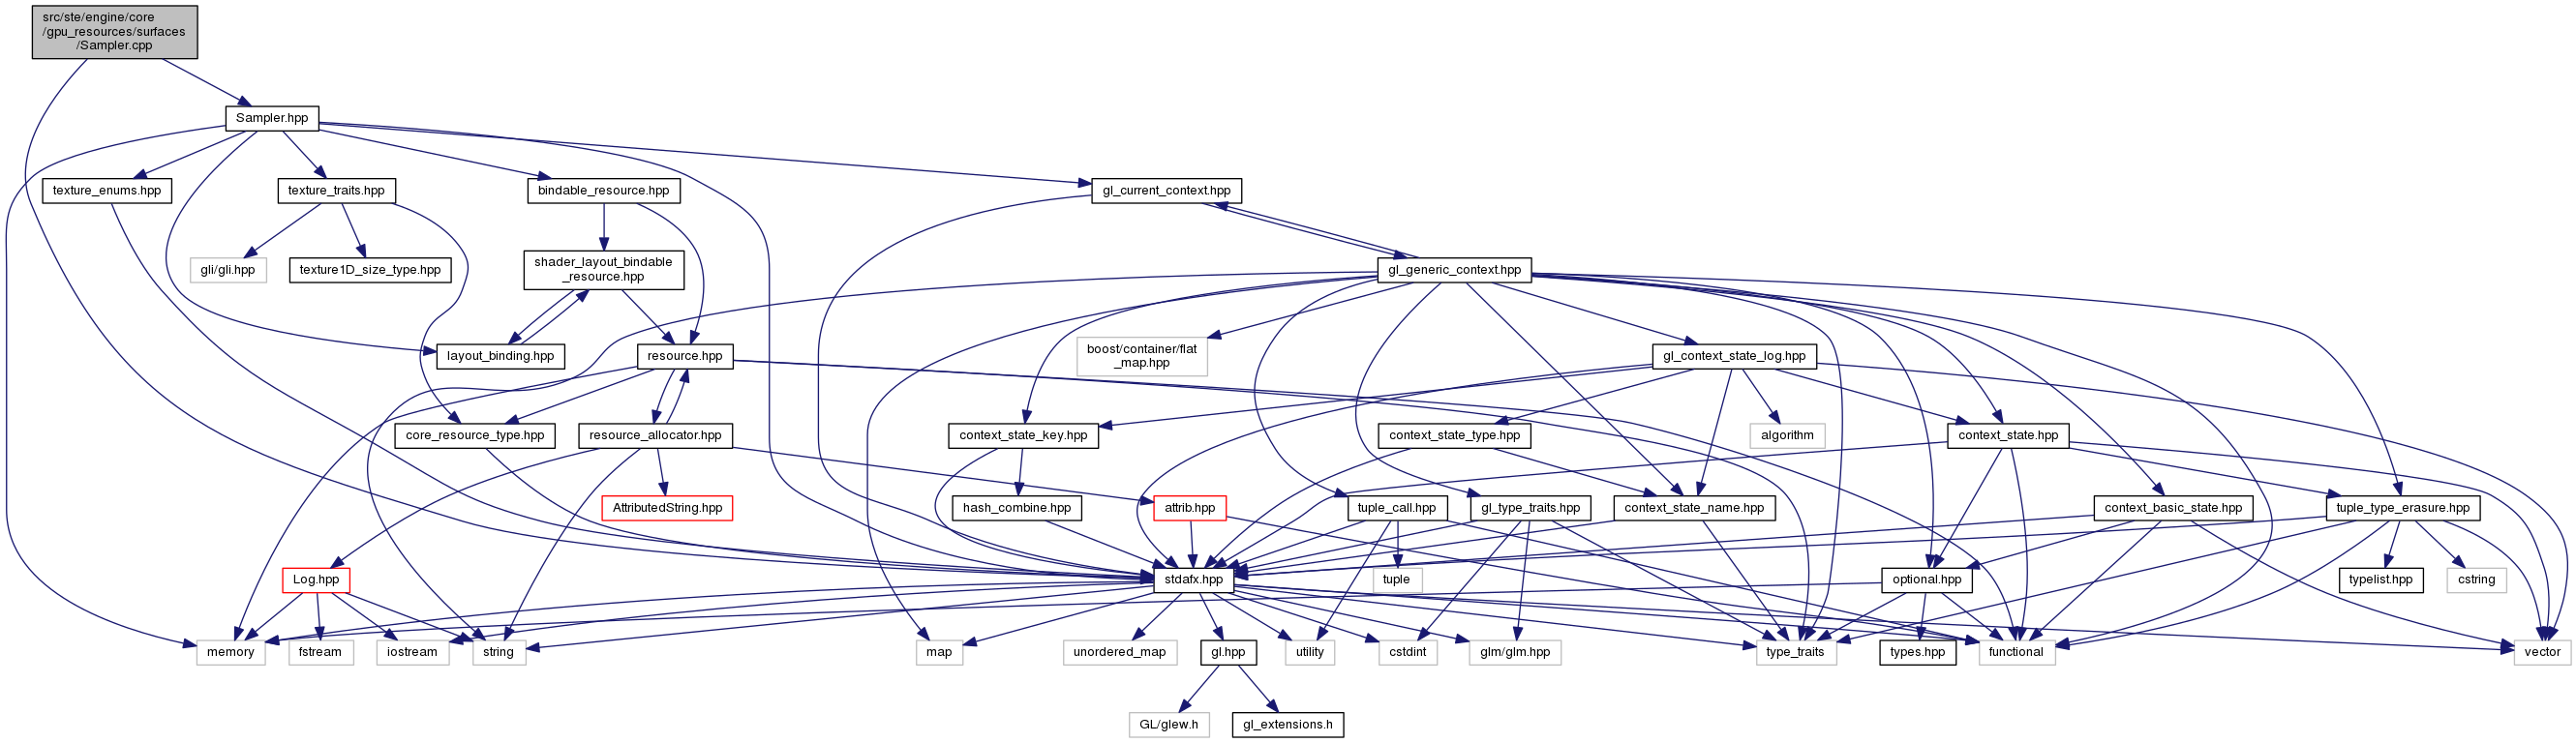 src/ste/engine/core
/gpu_resources/surfaces
/Sampler.cpp
Sampler.hpp
texture_enums.hpp
texture_traits.hpp
bindable_resource.hpp
gl_current_context.hpp
gli/gli.hpp
texture1D_size_type.hpp
shader_layout_bindable
_resource.hpp
gl_generic_context.hpp
layout_binding.hpp
resource.hpp
boost/container/flat
_map.hpp
gl_context_state_log.hpp
core_resource_type.hpp
resource_allocator.hpp
context_state_key.hpp
context_state_type.hpp
algorithm
context_state.hpp
AttributedString.hpp
attrib.hpp
hash_combine.hpp
tuple_call.hpp
gl_type_traits.hpp
context_state_name.hpp
context_basic_state.hpp
tuple_type_erasure.hpp
Log.hpp
stdafx.hpp
tuple
optional.hpp
typelist.hpp
cstring
memory
fstream
iostream
string
map
unordered_map
gl.hpp
utility
cstdint
glm/glm.hpp
type_traits
types.hpp
functional
vector
GL/glew.h
gl_extensions.h